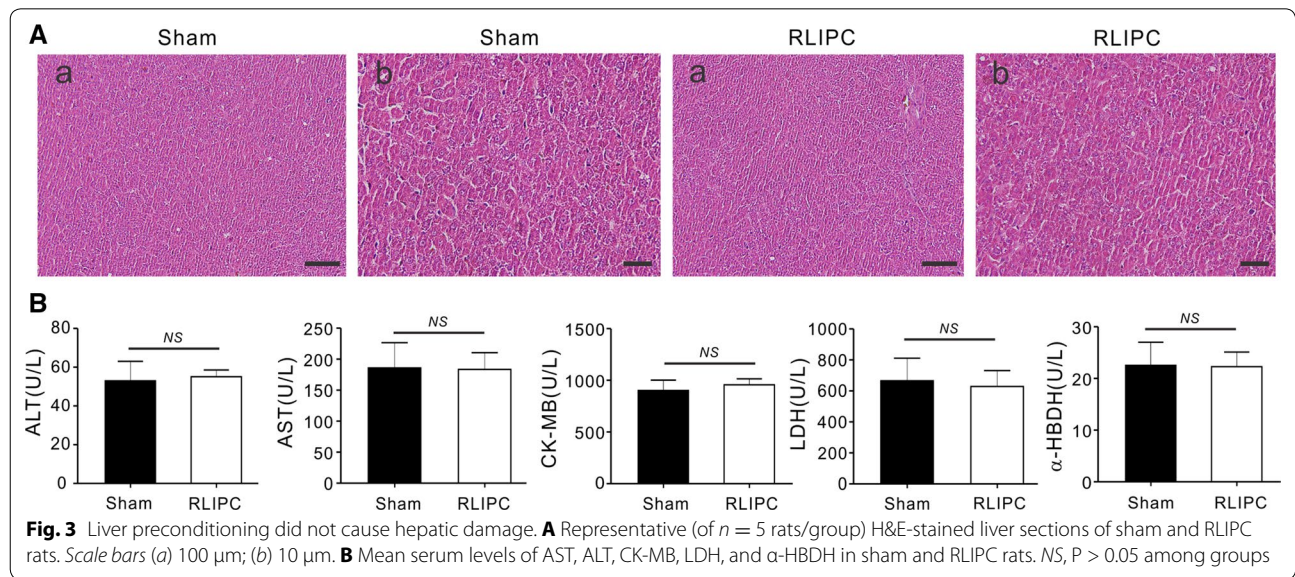 A
Sham
Sham
RLIPC
RLIPC
a
b
a
b
B
ALT(U/L)
80
60
40
20
0
NS
Sham
RLIPC
AST(U/L)
250
200
150
100
50
0
NS
Sham
RLIPC
CK-MB(U/L)
1500
1000
500
0
NS
Sham
RLIPC
LDH(U/L)
1000
800
600
400
200
0
NS
Sham
RLIPC
α-HBDH(U/L)
30
20
10
0
NS
Sham
RLIPC
Fig. 3 Liver preconditioning did not cause hepatic damage. A Representative (of n = 5 rats/group) H&E-stained liver sections of sham and RLIPC
rats. Scale bars (a) 100 μm; (b) 10 μm. B Mean serum levels of AST, ALT, CK-MB, LDH, and α-HBDH in sham and RLIPC rats. NS, P > 0.05 among groups